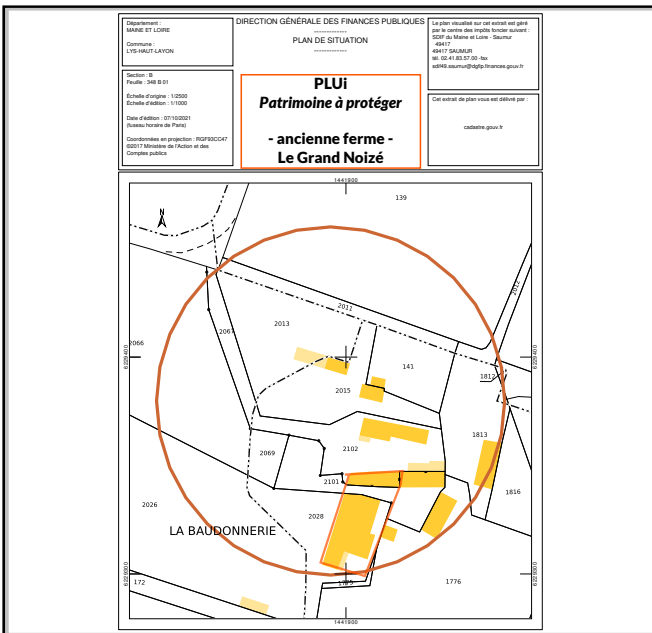 Département :
MAINE ET LOIRE
Commune :
LYS-HAUT-LAYON
Section : B
Feuille : 348 B 01
Échelle d'origine : 1/2500
Échelle d'édition : 1/1000
Date d'édition : 07/10/2021
(fuseau horaire de Paris)
Coordonnées en projection : RGF93CC47
©2017 Ministère de l'Action et des
Comptes publics
DIRECTION GÉNÉRALE DES FINANCES PUBLIQUES
-------------
PLAN DE SITUATION
-------------
PLUi
Patrimoine à protéger
- ancienne ferme -
Le Grand Noizé
Le plan visualisé sur cet extrait est géré
par le centre des impôts foncier suivant :
SDIF du Maine et Loire - Saumur
49417
49417 SAUMUR
tél. 02.41.83.57.00 -fax
sdif49.saumur@dgfip.finances.gouv.fr
Cet extrait de plan vous est délivré par :
cadastre.gouv.fr
1441900
139
N
2012
2011
2013
2067
2066
6229400
6229400
141
1812
2015
2102
1813
2069
2101
1816
2026
2028
LA BAUDONNERIE
6229300
6229300
172
1775
1776
1441900